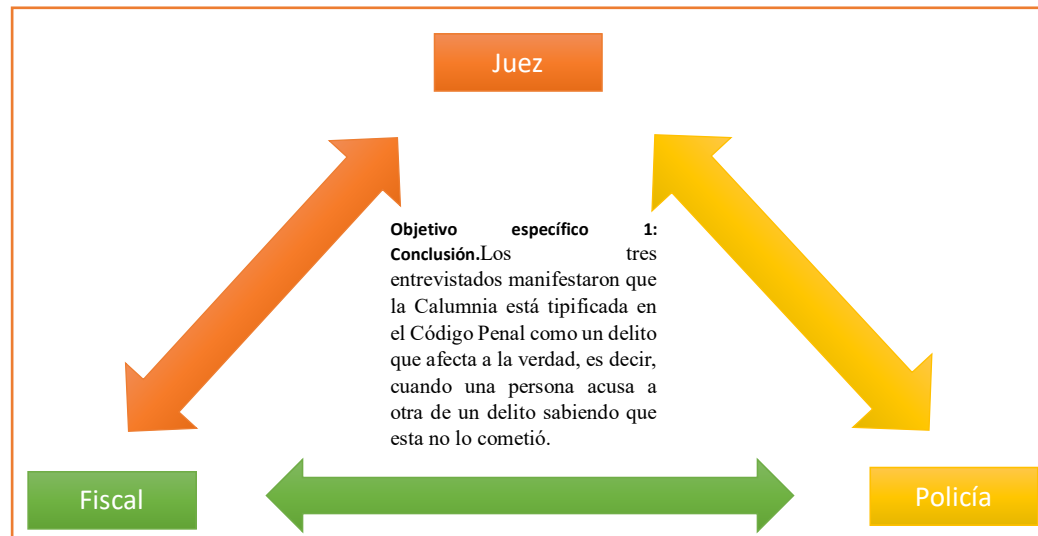 Juez
Objetivo específico 1:
Conclusión.Los tres
entrevistados manifestaron que
la Calumnia está tipificada en
el Código Penal como un delito
que afecta a la verdad, es decir,
cuando una persona acusa a
otra de un delito sabiendo que
esta no lo cometió.
Fiscal
Policía